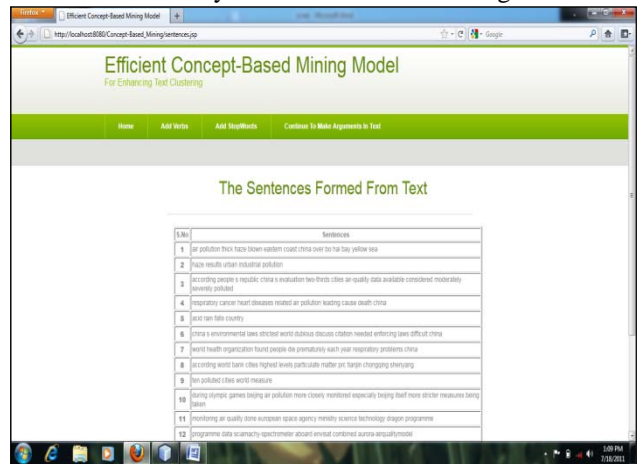 Firefox
Efficient Concept-Based Mining Model
+
http://localhost:8080/Concept-Based_Mining/sentences.jsp
Google
Efficient Concept-Based Mining Model
For Enhancing Text Clustering
Home Add Verbs Add StopWords Continue To Make Arguments In Text
The Sentences Formed From Text
S.No Sentences
1 air pollution thick haze blown eastern coast china over bo hai bay yellow sea
2 haze results urban industrial pollution
3 according people s republic china s evaluation two-thirds cities air-quality data available considered moderately
severely polluted
4 respiratory cancer heart diseases related air pollution leading cause death china
5 acid rain falls country
6 china s environmental laws strictest world dubious discuss citation needed enforcing laws difficult china
7 world health organization found people die prematurely each year respiratory problems china
8 according world bank cities highest levels particulate matter prc tianjin chongqing shenyang
9 ten polluted cities world measure
10 during olympic games beijing air pollution more closely monitored especially beijing itself more stricter measures being
taken
11 monitoring air quality done european space agency ministry science technology dragon programme
12 programme data sciamachy-spectrometer aboard envisat combined aurora-airqualitymodel
1:09 PM
7/18/2011